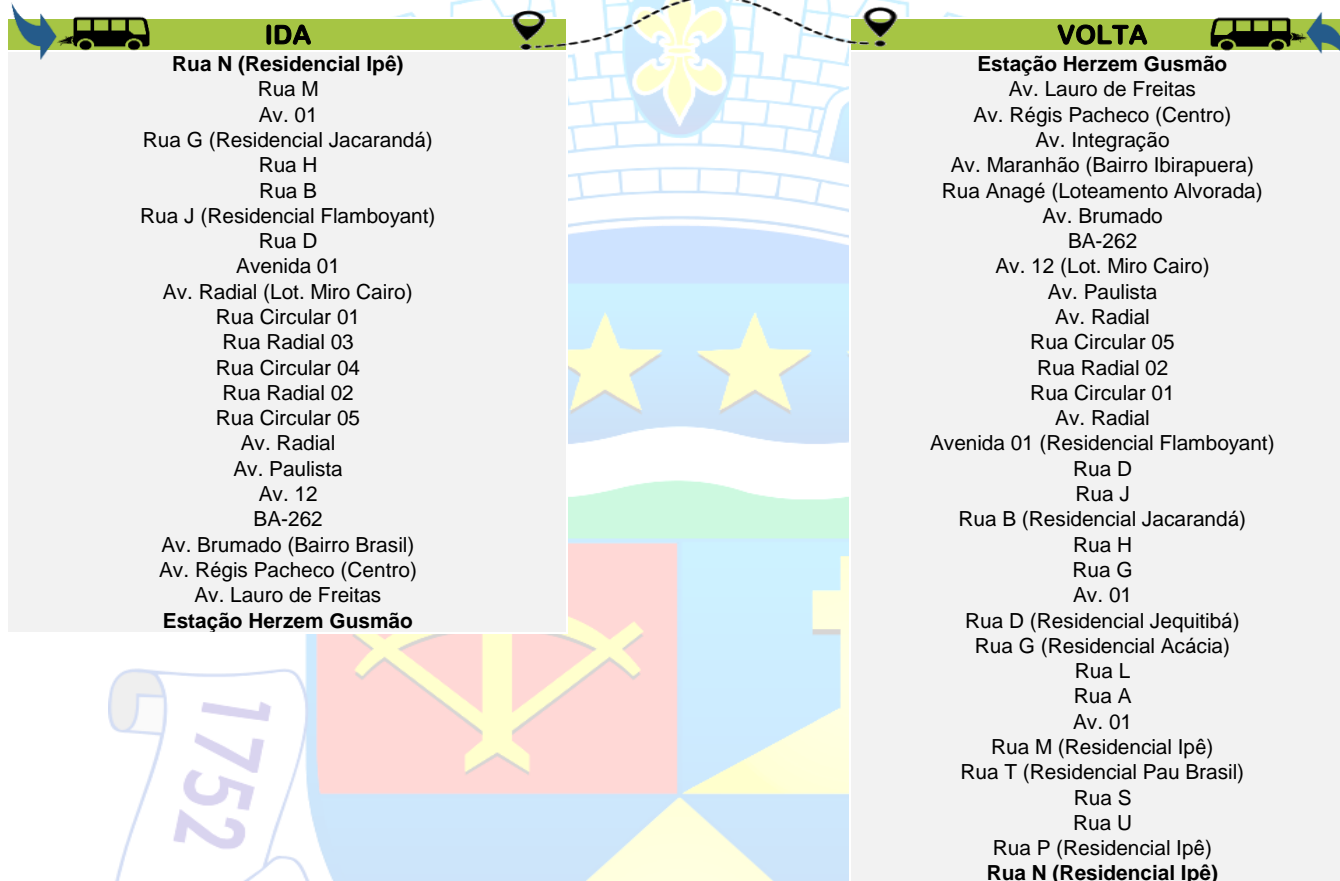 IDA
Rua N (Residencial Ipê)
Rua M
Av. 01
Rua G (Residencial Jacarandá)
Rua H
Rua B
Rua J (Residencial Flamboyant)
Rua D
Avenida 01
Av. Radial (Lot. Miro Cairo)
Rua Circular 01
Rua Radial 03
Rua Circular 04
Rua Radial 02
Rua Circular 05
Av. Radial
Av. Paulista
Av. 12
BA-262
Av. Brumado (Bairro Brasil)
Av. Régis Pacheco (Centro)
Av. Lauro de Freitas
Estação Herzem Gusmão
1752
VOLTA
Estação Herzem Gusmão
Av. Lauro de Freitas
Av. Régis Pacheco (Centro)
Av. Integração
Av. Maranhão (Bairro Ibirapuera)
Rua Anagé (Loteamento Alvorada)
Av. Brumado
BA-262
Av. 12 (Lot. Miro Cairo)
Av. Paulista
Av. Radial
Rua Circular 05
Rua Radial 02
Rua Circular 01
Av. Radial
Avenida 01 (Residencial Flamboyant)
Rua D
Rua J
Rua B (Residencial Jacarandá)
Rua H
Rua G
Av. 01
Rua D (Residencial Jequitibá)
Rua G (Residencial Acácia)
Rua L
Rua A
Av. 01
Rua M (Residencial Ipê)
Rua T (Residencial Pau Brasil)
Rua S
Rua U
Rua P (Residencial Ipê)
Rua N (Residencial Ipê)